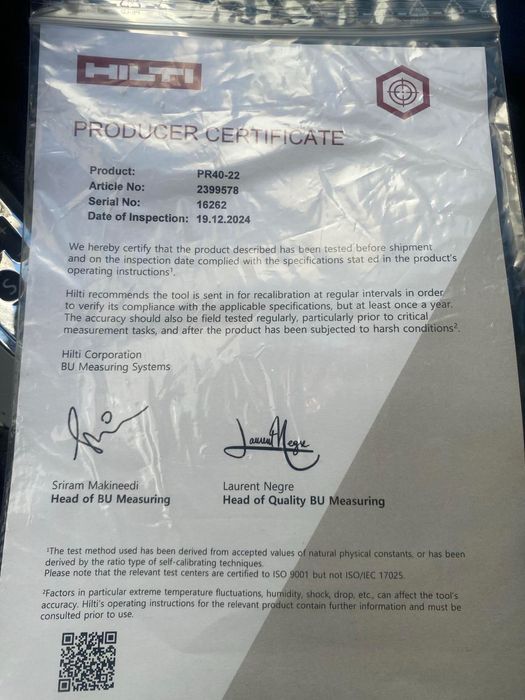 HILTI
PRODUCER CERTIFICATE
Product: PR40-22
Article No: 2399578
Serial No: 16262
Date of Inspection: 19.12.2024
We hereby certify that the product described has been tested before shipment
and on the inspection date complied with the specifications stat ed in the product's
operating instructions¹.
Hilti recommends the tool is sent in for recalibration at regular intervals in order
to verify its compliance with the applicable specifications, but at least once a year.
The accuracy should also be field tested regularly, particularly prior to critical
measurement tasks, and after the product has been subjected to harsh conditions².
Hilti Corporation
BU Measuring Systems
Laurent Negre
Sriram Makineedi
Head of BU Measuring
Laurent Negre
Head of Quality BU Measuring
¹The test method used has been derived from accepted values of natural physical constants, or has been
derived by the ratio type of self-calibrating techniques.
Please note that the relevant test centers are certified to ISO 9001 but not ISO/IEC 17025.
²Factors in particular extreme temperature fluctuations, humidity, shock, drop, etc., can affect the tool's
accuracy. Hilti's operating instructions for the relevant product contain further information and must be
consulted prior to use.